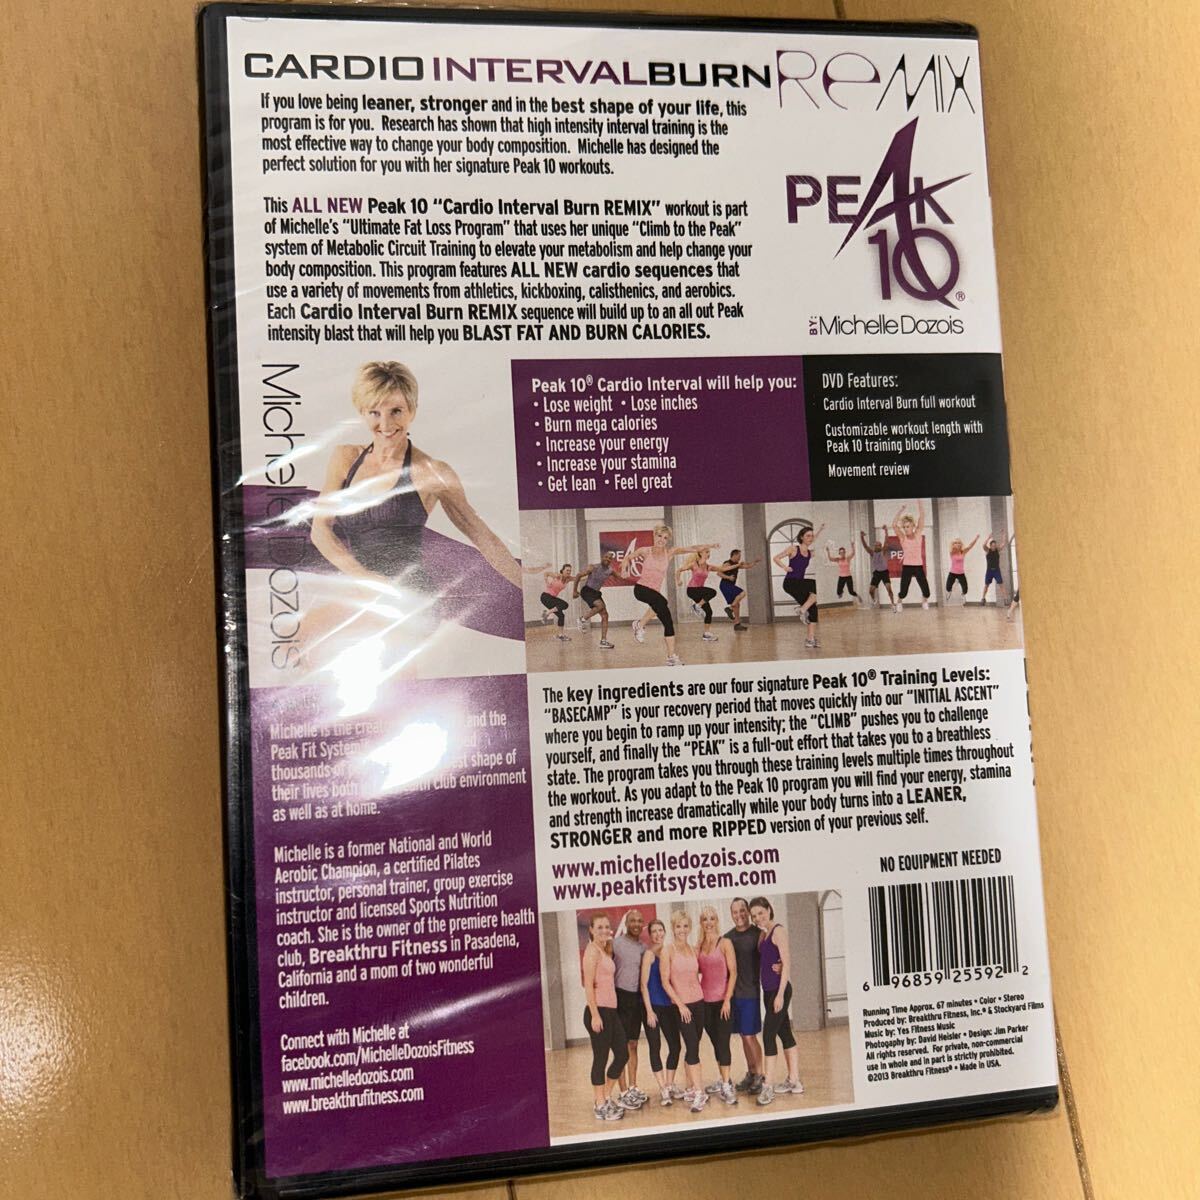 CARDIO INTERVALBURN REMIX
If you love being leaner, stronger and in the best shape of your life, this
program is for you. Research has shown that high intensity interval training is the
most effective way to change your body composition. Michelle has designed the
perfect solution for you with her signature Peak 10 workouts.
This ALL NEW Peak 10 "Cardio Interval Burn REMIX" workout is part
of Michelle's "Ultimate Fat Loss Program" that uses her unique "Climb to the Peak"
system of Metabolic Circuit Training to elevate your metabolism and help change your
body composition. This program features ALL NEW cardio sequences that
use a variety of movements from athletics, kickboxing, calisthenics, and aerobics.
Each Cardio Interval Burn REMIX sequence will build up to an all out Peak
intensity blast that will help you BLAST FAT AND BURN CALORIES.
PEAK
10®
BY: Michelle Dozois
Michelle Dozois
Peak 10® Cardio Interval will help you:
• Lose weight • Lose inches
• Burn mega calories
• Increase your energy
• Increase your stamina
• Get lean • Feel great
DVD Features:
Cardio Interval Burn full workout
Customizable workout length with
Peak 10 training blocks
Movement review
PEAK
10
PE
The key ingredients are our four signature Peak 10® Training Levels:
"BASECAMP" is your recovery period that moves quickly into our "INITIAL ASCENT"
where you begin to ramp up your intensity; the "CLIMB" pushes you to challenge
yourself, and finally the "PEAK" is a full-out effort that takes you to a breathless
state. The program takes you through these training levels multiple times throughout
the workout. As you adapt to the Peak 10 program you will find your energy, stamina
and strength increase dramatically while your body turns into a LEANER,
STRONGER and more RIPPED version of your previous self.
www.michelledozois.com
www.peakfitsystem.com
Michelle is the and the
Peak Fit System
thousands shape of
their lives both club environment
as well as at home.
Michelle is a former National and World
Aerobic Champion, a certified Pilates
instructor, personal trainer, group exercise
instructor and licensed Sports Nutrition
coach. She is the owner of the premiere health
club, Breakthru Fitness in Pasadena,
California and a mom of two wonderful
children.
Connect with Michelle at
facebook.com/MichelleDozoisFitness
www.michelledozois.com
www.breakthrufitness.com
NO EQUIPMENT NEEDED
6 96859 25592 2
Running Time Approx. 67 minutes • Color • Stereo
Produced by: Breakthru Fitness, Inc.® & Stockyard Films
Music by: Yes Fitness Music
Photogaphy by: David Heisler • Design: Jim Parker
All rights reserved. For private, non-commercial
use in whole and in part is strictly prohibited.
©2013 Breakthru Fitness® • Made in USA.